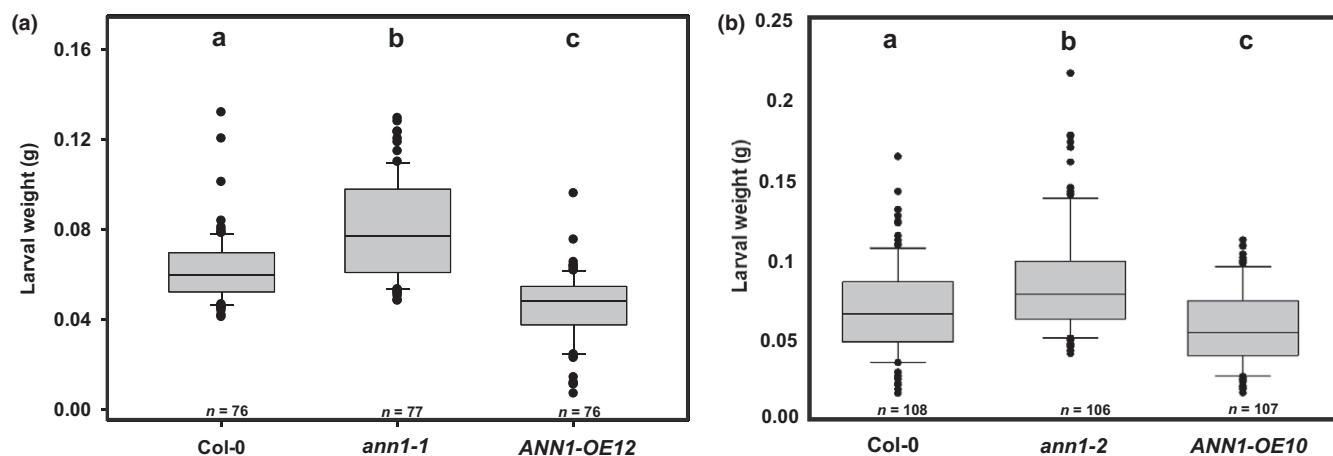 (a)
a b c
Larval weight (g)
0.16
0.12
0.08
0.04
0.00
n = 76 n = 77 n = 76
Col-0 ann1-1 ANN1-OE12
(b)
a b c
Larval weight (g)
0.25
0.2
0.15
0.1
0.05
0.00
n = 108 n = 106 n = 107
Col-0 ann1-2 ANN1-OE10